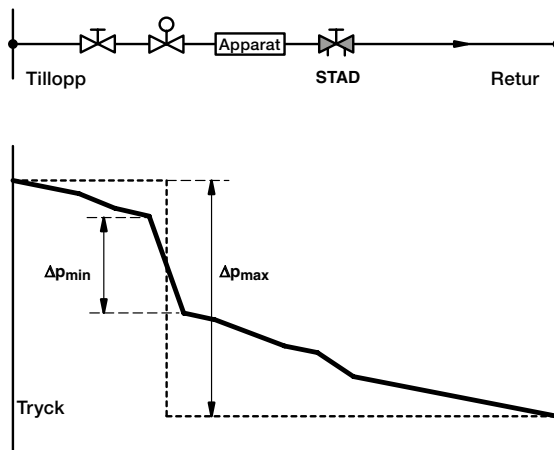 Apparat
Tillopp
STAD
Retur
Δpmin
Δpmax
Tryck